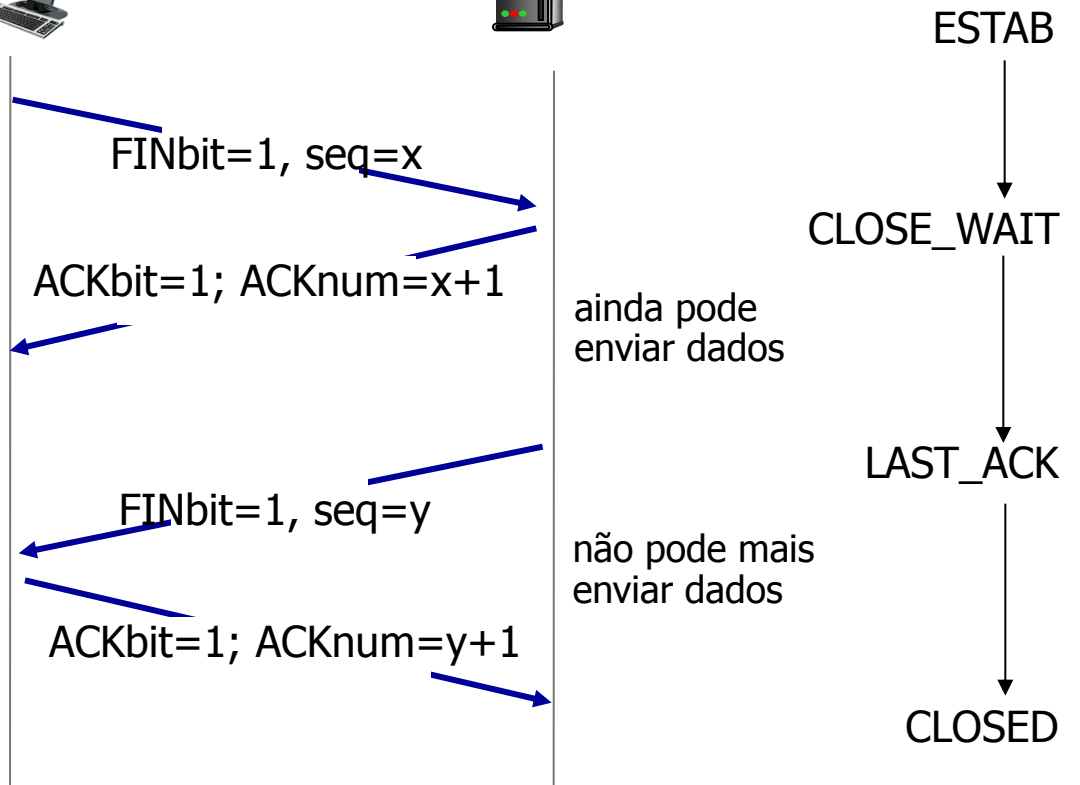 ESTAB
FINbit=1, seq=x
CLOSE_WAIT
ACKbit=1; ACKnum=x+1
ainda pode
enviar dados
LAST_ACK
FINbit=1, seq=y
não pode mais
enviar dados
ACKbit=1; ACKnum=y+1
CLOSED